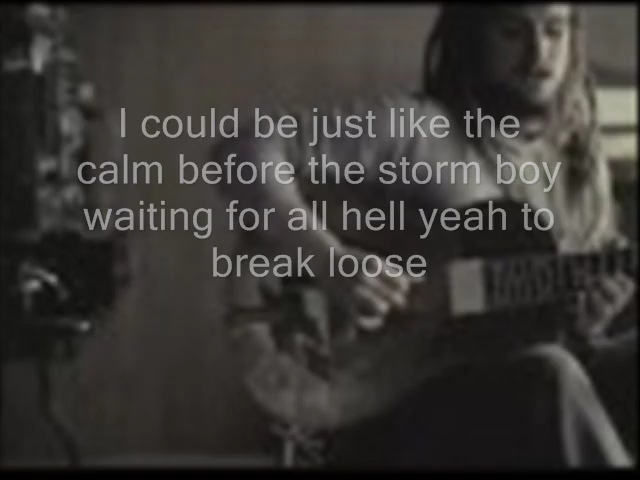 I could be just like the
calm before the storm boy
waiting for all hell yeah to
break loose